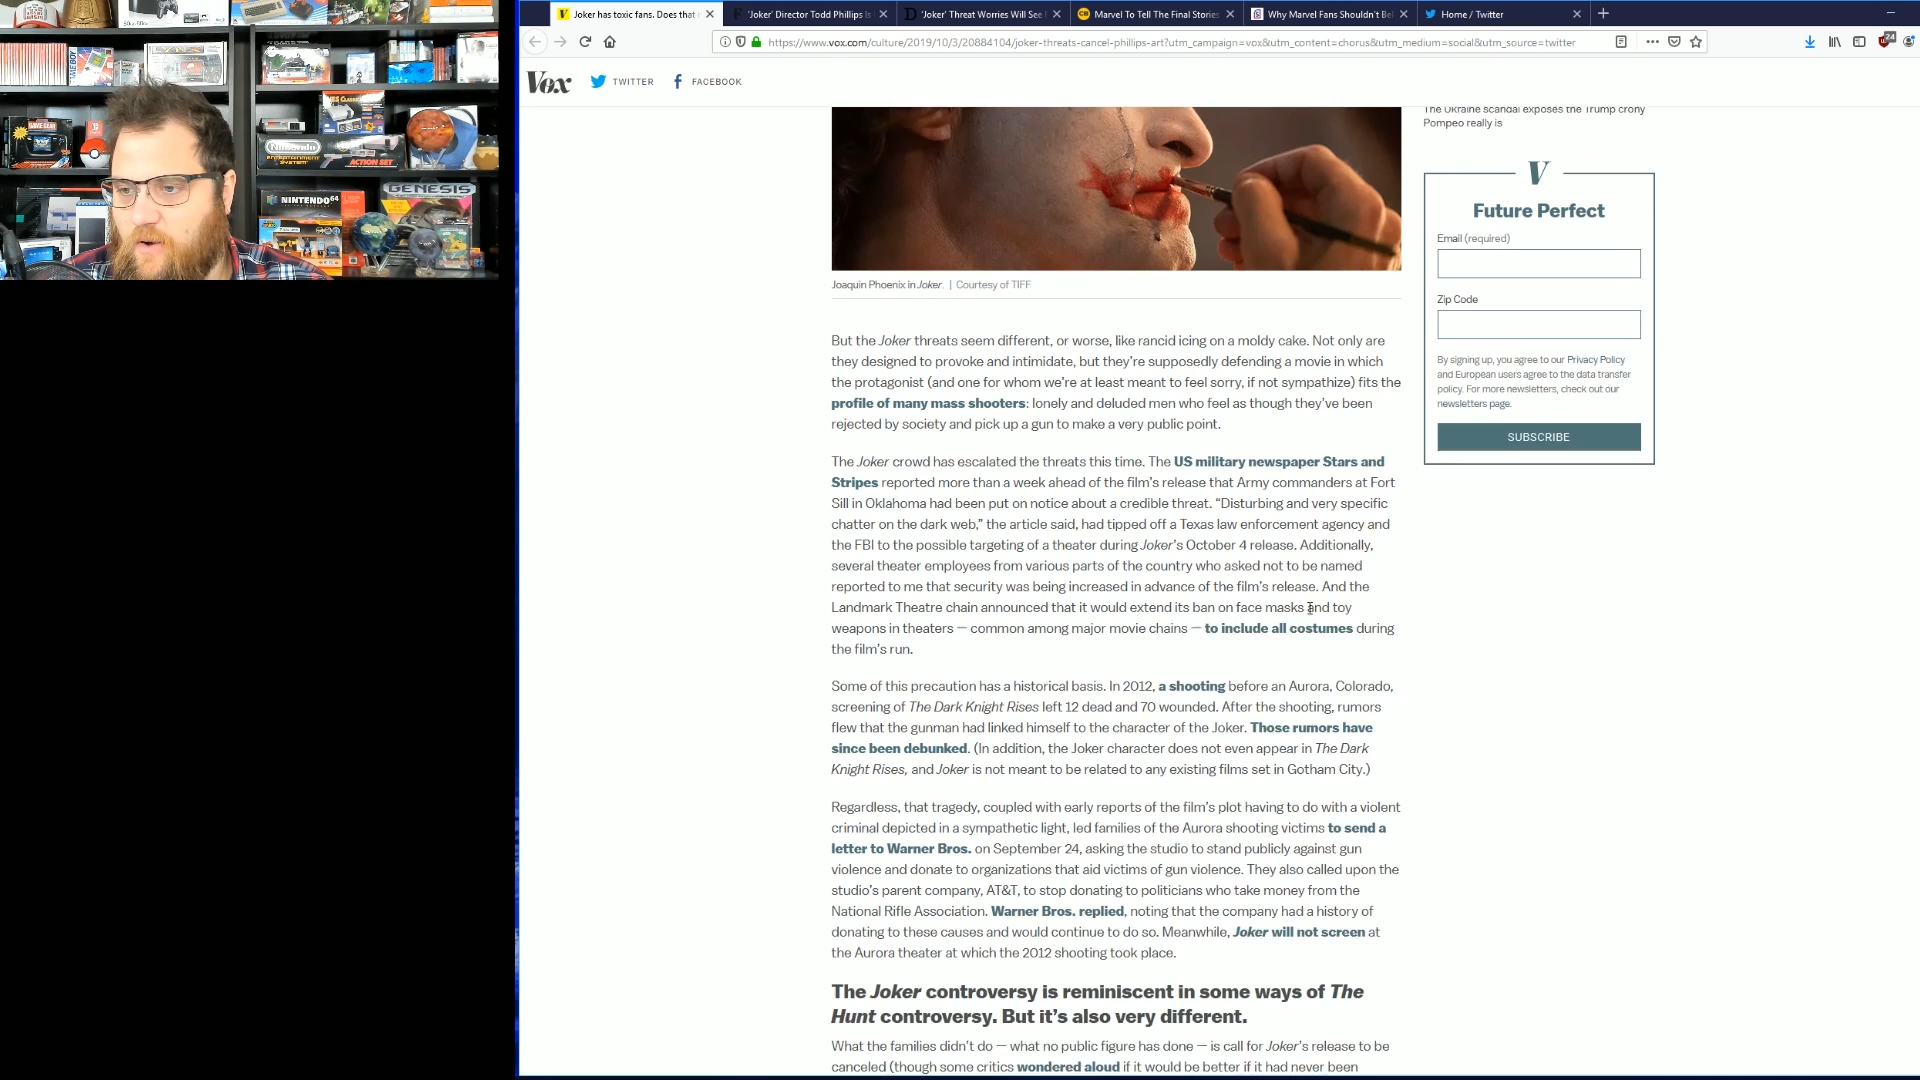 Joker has toxic fans. Does that
'Joker' Director Todd Phillips Is
'Joker' Threat Worries Will See
Marvel To Tell The Final Stories
Why Marvel Fans Shouldn't Be
Home / Twitter
https://www.vox.com/culture/2019/10/3/20884104/joker-threats-cancel-phillips-art?utm_campaign=vox&utm_content=chorus&utm_medium=social&utm_source=twitter
24
Vox TWITTER FACEBOOK
GAME GEAR
GAME BOY
NES CLASSIC
Nintendo
ENTERTAINMENT SYSTEM
ACTION SET
NINTENDO 64
GENESIS
The Ukraine scandal exposes the Trump crony
Pompeo really is
V
Future Perfect
Email (required)
Zip Code
By signing up, you agree to our Privacy Policy
and European users agree to the data transfer
policy. For more newsletters, check out our
newsletters page.
SUBSCRIBE
Joaquin Phoenix in Joker. | Courtesy of TIFF
But the Joker threats seem different, or worse, like rancid icing on a moldy cake. Not only are
they designed to provoke and intimidate, but they're supposedly defending a movie in which
the protagonist (and one for whom we're at least meant to feel sorry, if not sympathize) fits the
profile of many mass shooters: lonely and deluded men who feel as though they've been
rejected by society and pick up a gun to make a very public point.
The Joker crowd has escalated the threats this time. The US military newspaper Stars and
Stripes reported more than a week ahead of the film's release that Army commanders at Fort
Sill in Oklahoma had been put on notice about a credible threat. "Disturbing and very specific
chatter on the dark web," the article said, had tipped off a Texas law enforcement agency and
the FBI to the possible targeting of a theater during Joker's October 4 release. Additionally,
several theater employees from various parts of the country who asked not to be named
reported to me that security was being increased in advance of the film's release. And the
Landmark Theatre chain announced that it would extend its ban on face masks and toy
weapons in theaters — common among major movie chains — to include all costumes during
the film's run.
Some of this precaution has a historical basis. In 2012, a shooting before an Aurora, Colorado,
screening of The Dark Knight Rises left 12 dead and 70 wounded. After the shooting, rumors
flew that the gunman had linked himself to the character of the Joker. Those rumors have
since been debunked. (In addition, the Joker character does not even appear in The Dark
Knight Rises, and Joker is not meant to be related to any existing films set in Gotham City.)
Regardless, that tragedy, coupled with early reports of the film's plot having to do with a violent
criminal depicted in a sympathetic light, led families of the Aurora shooting victims to send a
letter to Warner Bros. on September 24, asking the studio to stand publicly against gun
violence and donate to organizations that aid victims of gun violence. They also called upon the
studio's parent company, AT&T, to stop donating to politicians who take money from the
National Rifle Association. Warner Bros. replied, noting that the company had a history of
donating to these causes and would continue to do so. Meanwhile, Joker will not screen at
the Aurora theater at which the 2012 shooting took place.
The Joker controversy is reminiscent in some ways of The
Hunt controversy. But it's also very different.
What the families didn't do — what no public figure has done — is call for Joker's release to be
canceled (though some critics wondered aloud if it would be better if it had never been